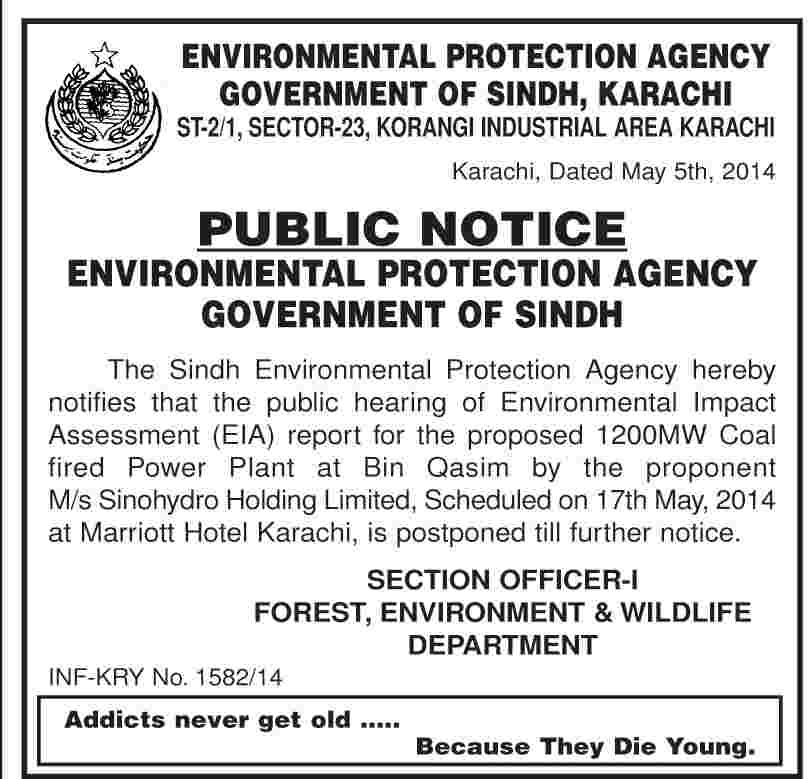 ENVIRONMENTAL PROTECTION AGENCY
GOVERNMENT OF SINDH, KARACHI
ST-2/1, SECTOR-23, KORANGI INDUSTRIAL AREA KARACHI
Karachi, Dated May 5th, 2014
PUBLIC NOTICE
ENVIRONMENTAL PROTECTION AGENCY
GOVERNMENT OF SINDH
The Sindh Environmental Protection Agency hereby
notifies that the public hearing of Environmental Impact
Assessment (EIA) report for the proposed 1200MW Coal
fired Power Plant at Bin Qasim by the proponent
M/s Sinohydro Holding Limited, Scheduled on 17th May, 2014
at Marriott Hotel Karachi, is postponed till further notice.
SECTION OFFICER-I
FOREST, ENVIRONMENT & WILDLIFE
DEPARTMENT
INF-KRY No. 1582/14
Addicts never get old .....
Because They Die Young.